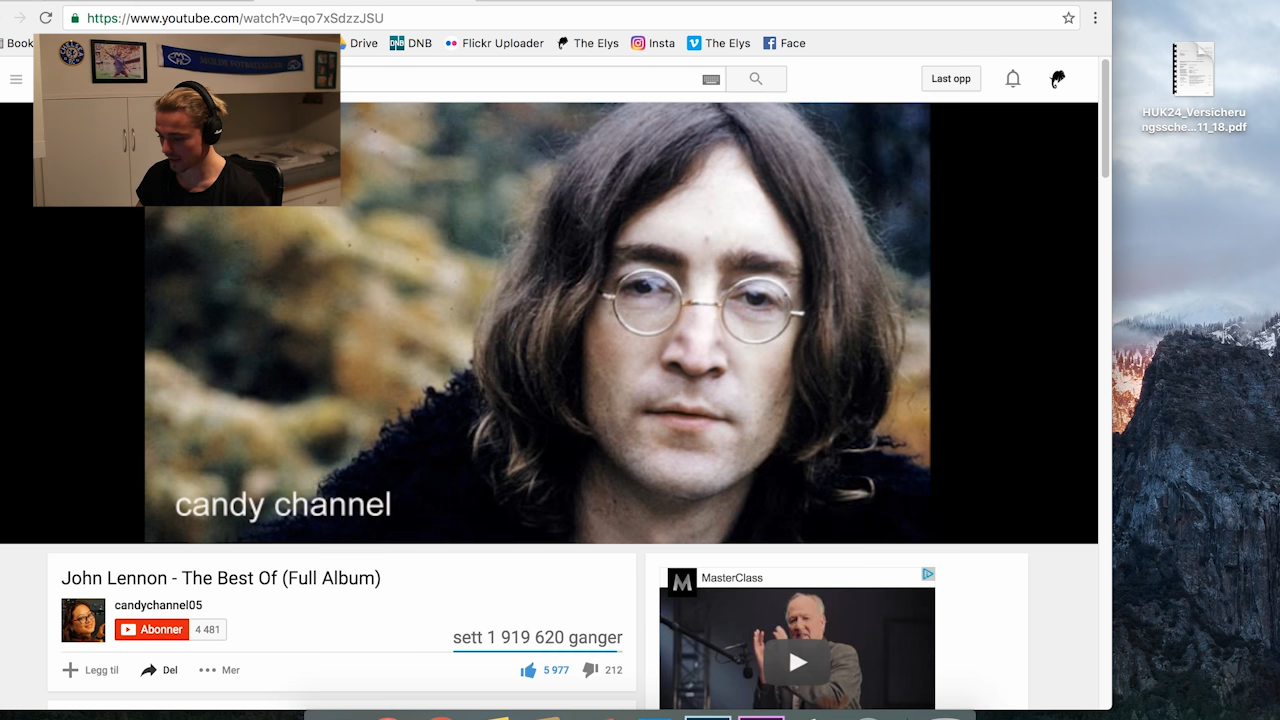 https://www.youtube.com/watch?v=qo7xSdzzJSU
Book
Drive
DNB
DNB
Flickr Uploader
The Elys
Insta
The Elys
Face
Last opp
HUK24_Versicheru
ngssche...11_18.pdf
candy channel
John Lennon - The Best Of (Full Album)
candychannel05
Abonner
4 481
sett 1 919 620 ganger
Legg til
Del
Mer
5 977
212
MasterClass